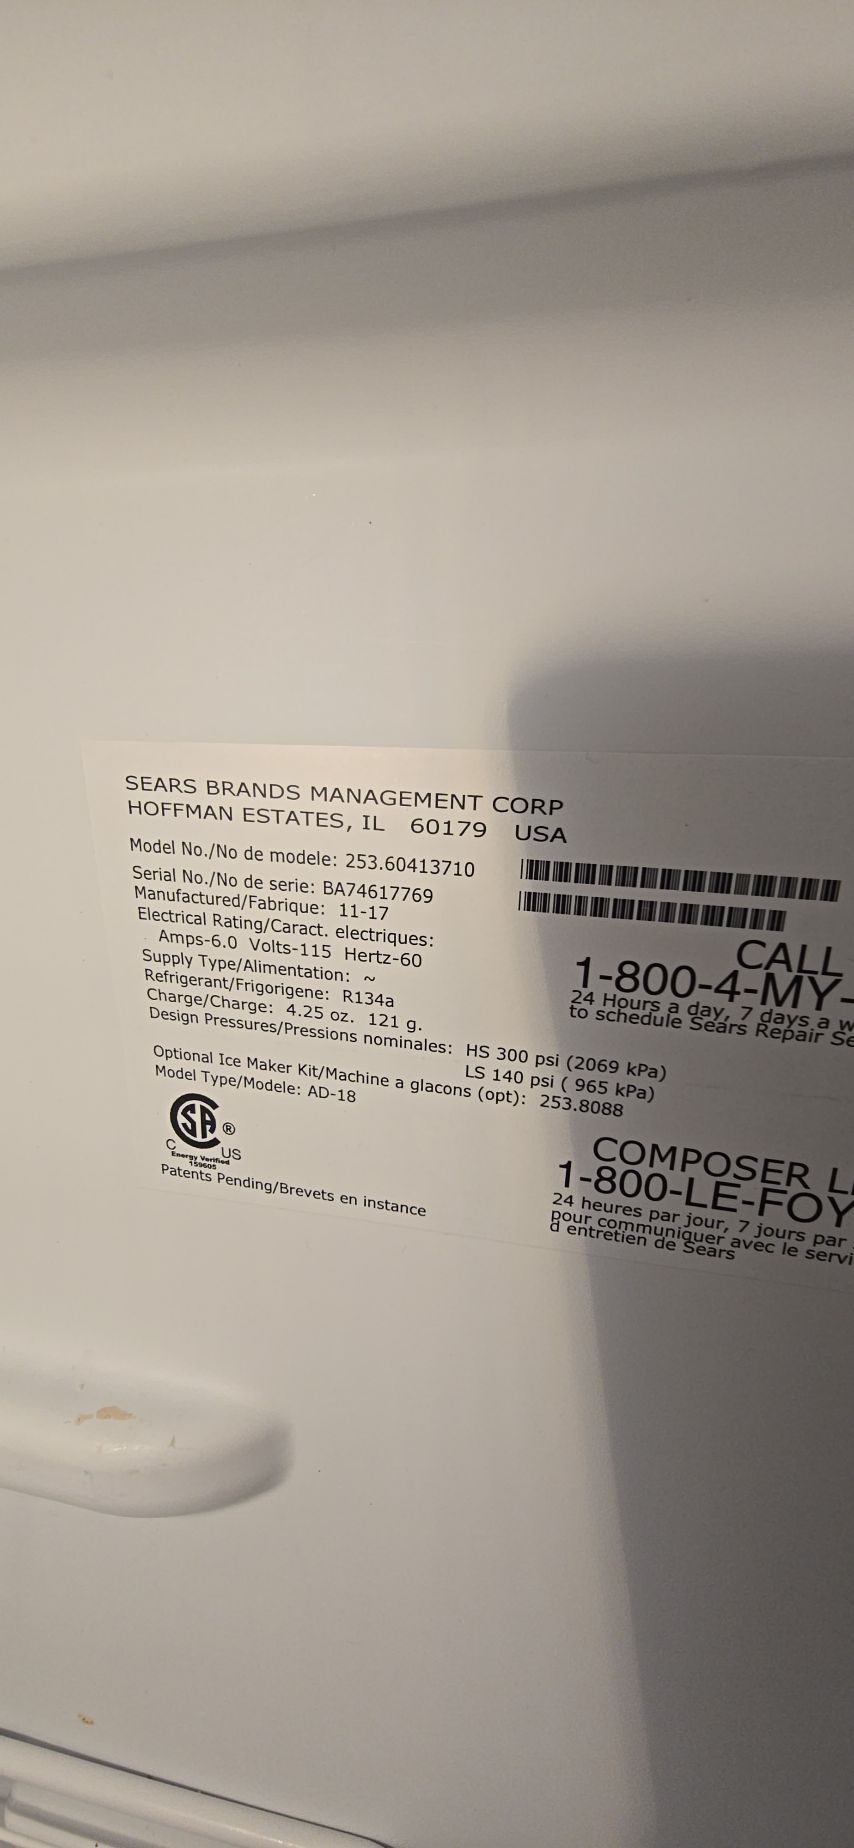 SEARS BRANDS MANAGEMENT CORP
HOFFMAN ESTATES, IL 60179 USA
Model No./No de modele: 253.60413710
Serial No./No de serie: BA74617769
Manufactured/Fabrique: 11-17
Electrical Rating/Caract. electriques:
Amps-6.0 Volts-115 Hertz-60
Supply Type/Alimentation: ~
Refrigerant/Frigorigene: R134a
Charge/Charge: 4.25 oz. 121 g.
Design Pressures/Pressions nominales: HS 300 psi (2069 kPa)
LS 140 psi ( 965 kPa)
Optional Ice Maker Kit/Machine a glacons (opt): 253.8088
Model Type/Modele: AD-18
SA ®
C US
Energy Verified
159605
Patents Pending/Brevets en instance
CALL
1-800-4-MY-
24 Hours a day, 7 days a w
to schedule Sears Repair Se
COMPOSER L
1-800-LE-FOY
24 heures par jour, 7 jours par
pour communiquer avec le servi
d entretien de Sears